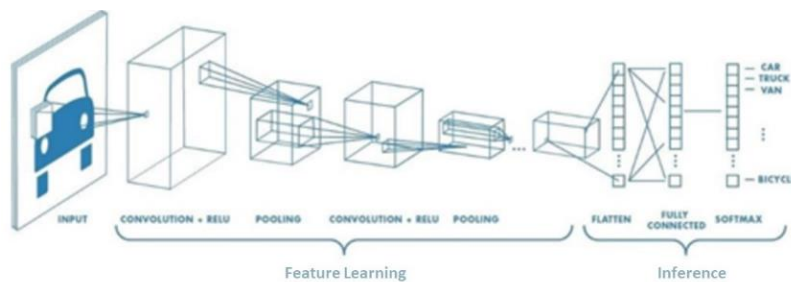 CAR
TRUCK
VAN
BICYCL
INPUT
CONVOLUTION + RELU
POOLING
CONVOLUTION + RELU
POOLING
FLATTEN
FULLY
CONNECTED
SOFTMAX
Feature Learning
Inference